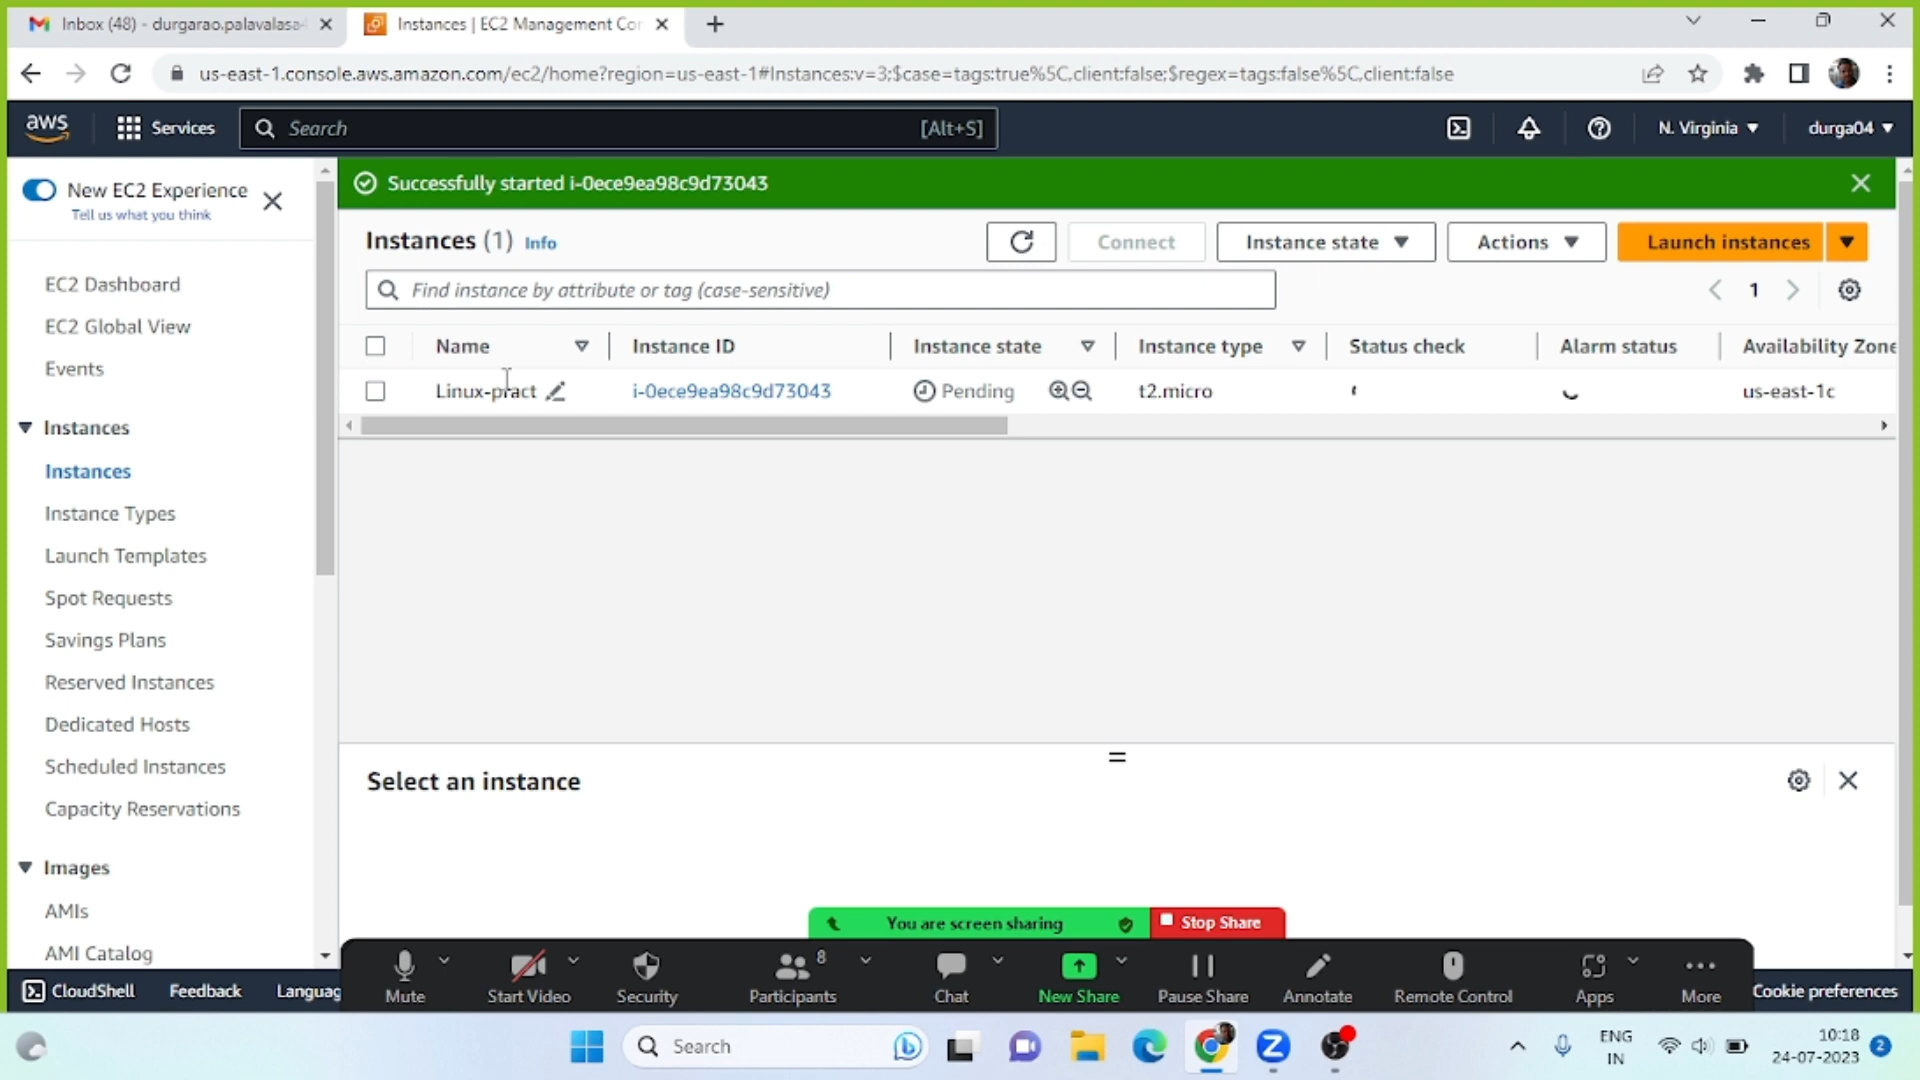 Inbox (48) - durgarao.palavalasa-
Instances | EC2 Management Con
us-east-1.console.aws.amazon.com/ec2/home?region=us-east-1#Instances:v=3;$case=tags:true%5C,client:false;$regex=tags:false%5C,client:false
aws
Services
Search
[Alt+S]
N. Virginia
durga04
New EC2 Experience
Tell us what you think
Successfully started i-0ece9ea98c9d73043
Instances (1) Info
Connect
Instance state
Actions
Launch instances
Find instance by attribute or tag (case-sensitive)
1
Name
Instance ID
Instance state
Instance type
Status check
Alarm status
Availability Zone
Linux-pract
i-0ece9ea98c9d73043
Pending
t2.micro
us-east-1c
EC2 Dashboard
EC2 Global View
Events
Instances
Instances
Instance Types
Launch Templates
Spot Requests
Savings Plans
Reserved Instances
Dedicated Hosts
Scheduled Instances
Capacity Reservations
Images
AMIs
AMI Catalog
Select an instance
You are screen sharing
Stop Share
Mute
Start Video
Security
Participants
8
Chat
New Share
Pause Share
Annotate
Remote Control
Apps
More
CloudShell
Feedback
Languag
Cookie preferences
Search
ENG
IN
10:18
24-07-2023
2